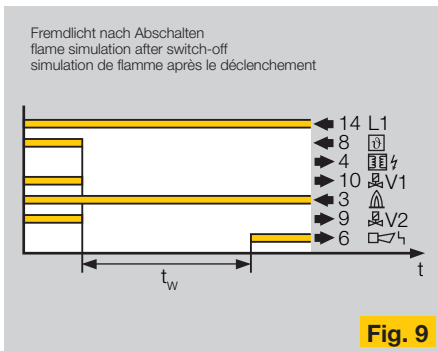 Fremdlicht nach Abschalten
flame simulation after switch-off
simulation de flamme après le déclenchement
14 L1
8 ϑ
4
10 V1
3
9 V2
6
t
tw
Fig. 9